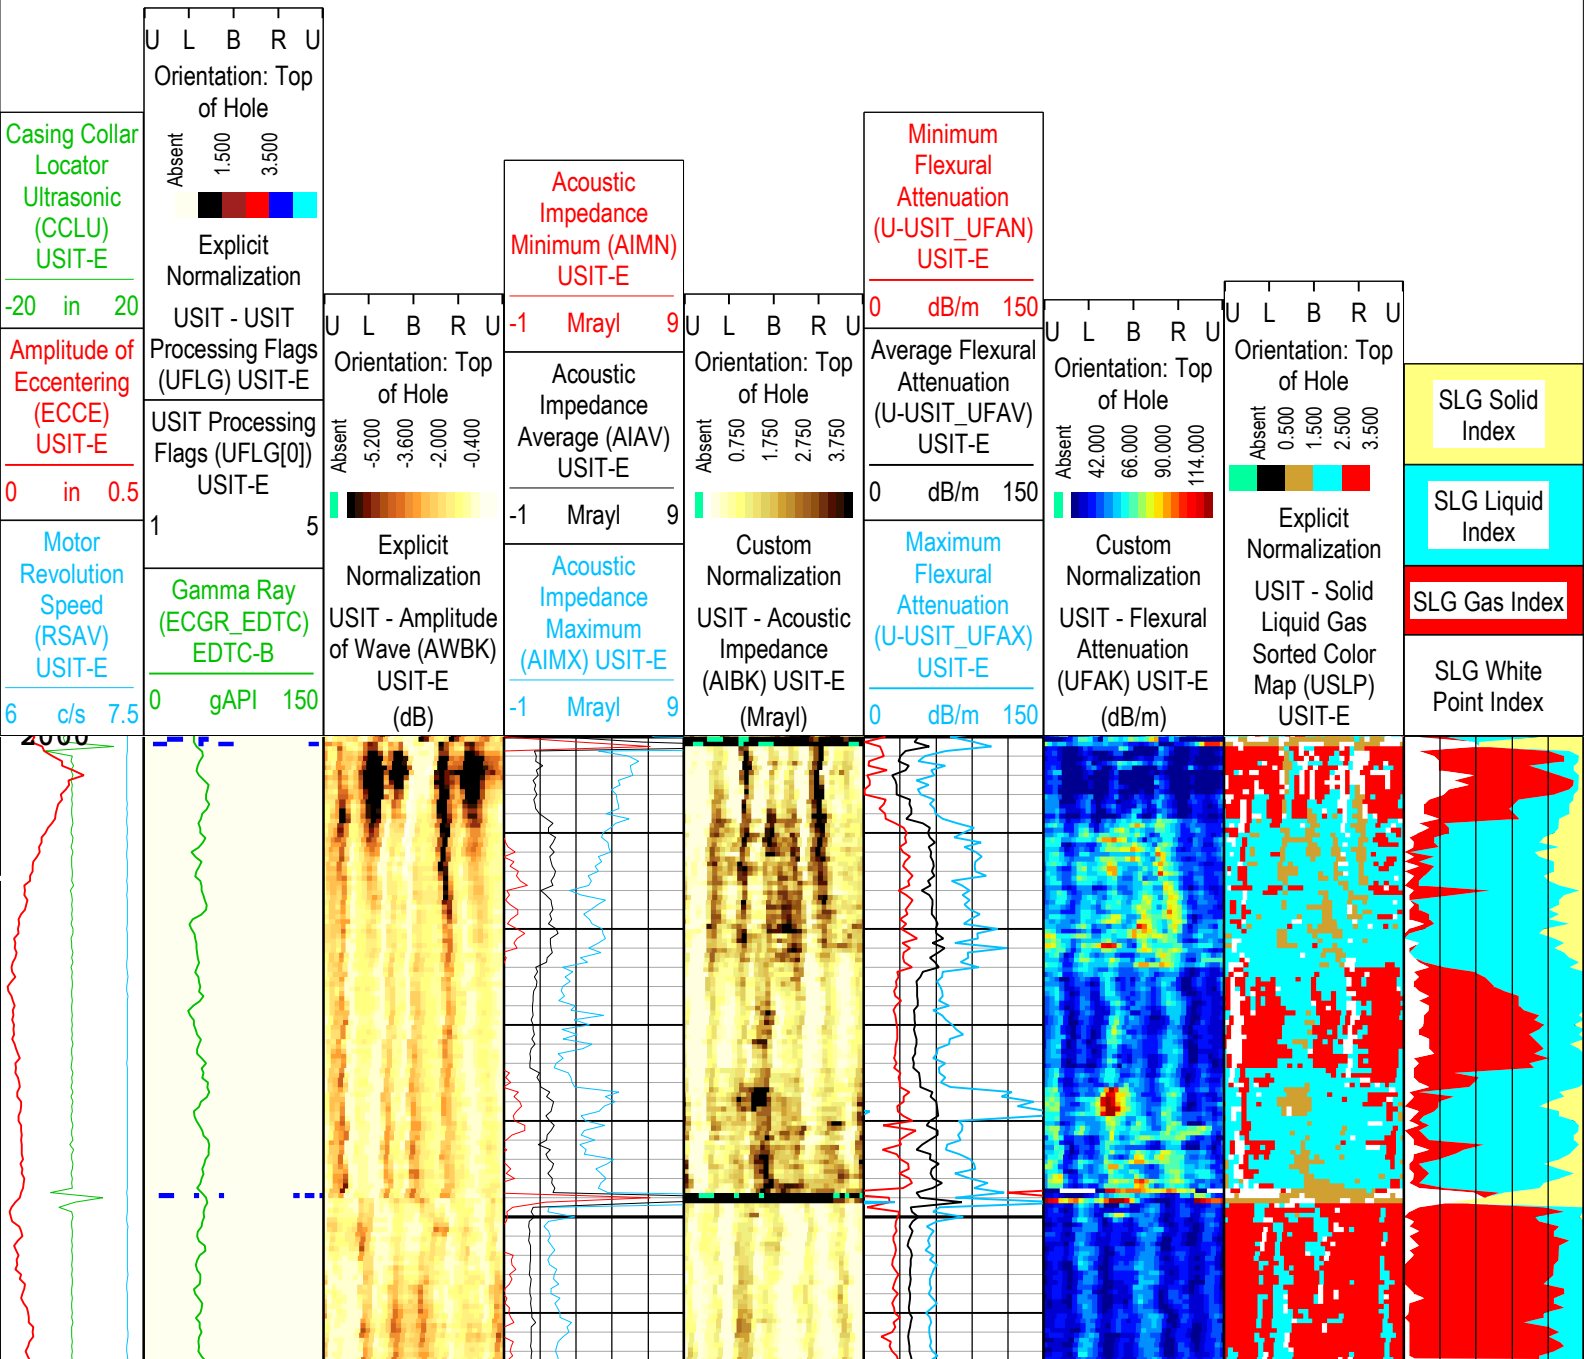 Casing Collar
Locator
Ultrasonic
(CCLU)
USIT-E
-20 in 20
Amplitude of
Eccentering
(ECCE)
USIT-E
0 in 0.5
Motor
Revolution
Speed
(RSAV)
USIT-E
6 c/s 7.5
U L B R U
Orientation: Top
of Hole
Absent
1.500
3.500
Explicit
Normalization
USIT - USIT
Processing Flags
(UFLG) USIT-E
USIT Processing
Flags (UFLG[0])
USIT-E
1 5
Gamma Ray
(ECGR_EDTC)
EDTC-B
0 gAPI 150
U L B R U
Orientation: Top
of Hole
Absent
-5.200
-3.600
-2.000
-0.400
Explicit
Normalization
USIT - Amplitude
of Wave (AWBK)
USIT-E
(dB)
Acoustic
Impedance
Minimum (AIMN)
USIT-E
-1 Mrayl 9
Acoustic
Impedance
Average (AIAV)
USIT-E
-1 Mrayl 9
Acoustic
Impedance
Maximum
(AIMX) USIT-E
-1 Mrayl 9
U L B R U
Orientation: Top
of Hole
Absent
0.750
1.750
2.750
3.750
Custom
Normalization
USIT - Acoustic
Impedance
(AIBK) USIT-E
(Mrayl)
Minimum
Flexural
Attenuation
(U-USIT_UFAN)
USIT-E
0 dB/m 150
Average Flexural
Attenuation
(U-USIT_UFAV)
USIT-E
0 dB/m 150
Maximum
Flexural
Attenuation
(U-USIT_UFAX)
USIT-E
0 dB/m 150
U L B R U
Orientation: Top
of Hole
Absent
42.000
66.000
90.000
114.000
Custom
Normalization
USIT - Flexural
Attenuation
(UFAK) USIT-E
(dB/m)
U L B R U
Orientation: Top
of Hole
Absent
0.500
1.500
2.500
3.500
Explicit
Normalization
USIT - Solid
Liquid Gas
Sorted Color
Map (USLP)
USIT-E
SLG Solid
Index
SLG Liquid
Index
SLG Gas Index
SLG White
Point Index
2000